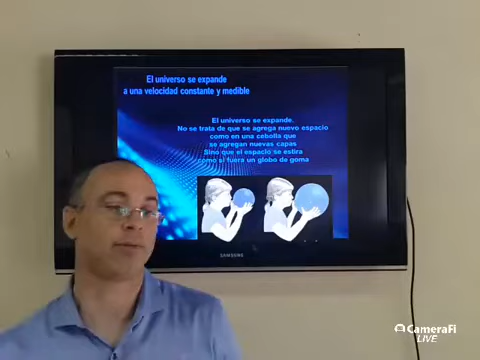 El universo se expande
a una velocidad constante y medible
El universo se expande.
No se trata de que se agrega nuevo espacio
como en una cebolla que
se agregan nuevas capas
Sino que el espacio se estira
como si fuera un globo de goma
SAMSUNG
CameraFi
LIVE